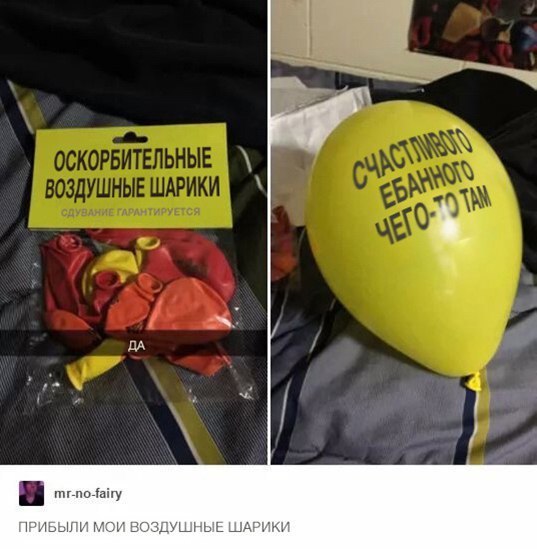 ОСКОРБИТЕЛЬНЫЕ
ВОЗДУШНЫЕ ШАРИКИ
СДУВАНИЕ ГАРАНТИРУЕТСЯ
ДА
СЧАСТЛИВОГО
ЕБАННОГО
ЧЕГО-ТО ТАМ
mr-no-fairy
ПРИБЫЛИ МОИ ВОЗДУШНЫЕ ШАРИКИ